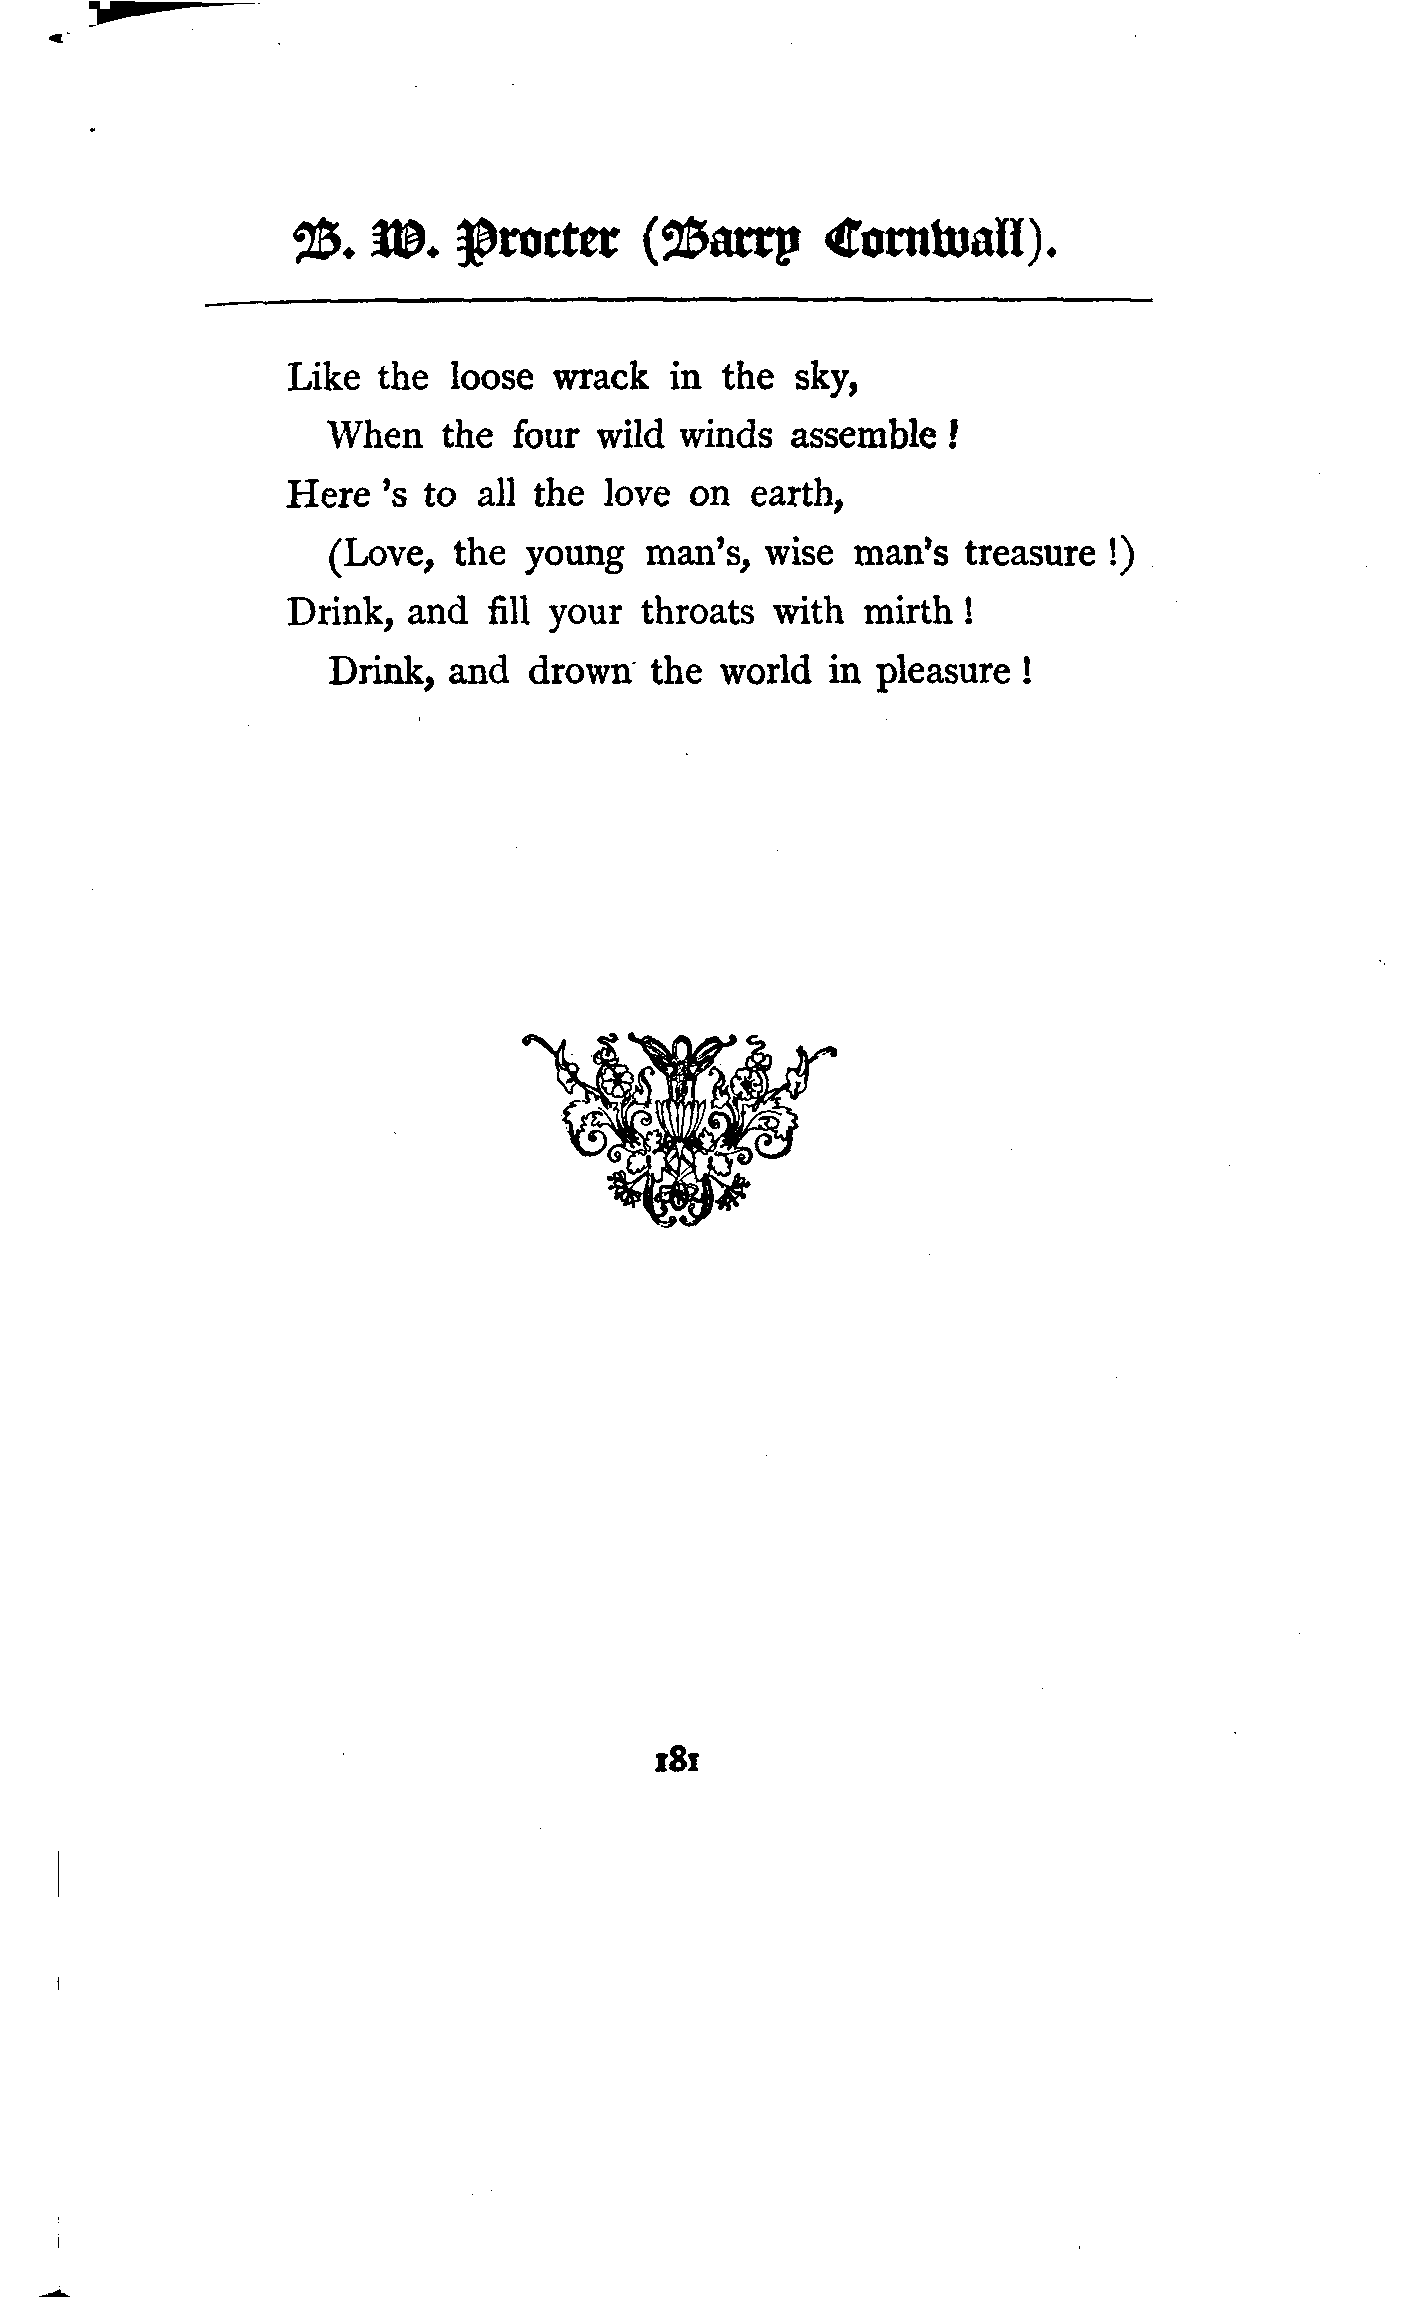 B. W. Procter (Barry Cornwall).
Like the loose wrack in the sky,
When the four wild winds assemble !
Here 's to all the love on earth,
(Love, the young man's, wise man's treasure !)
Drink, and fill your throats with mirth !
Drink, and drown the world in pleasure !
181